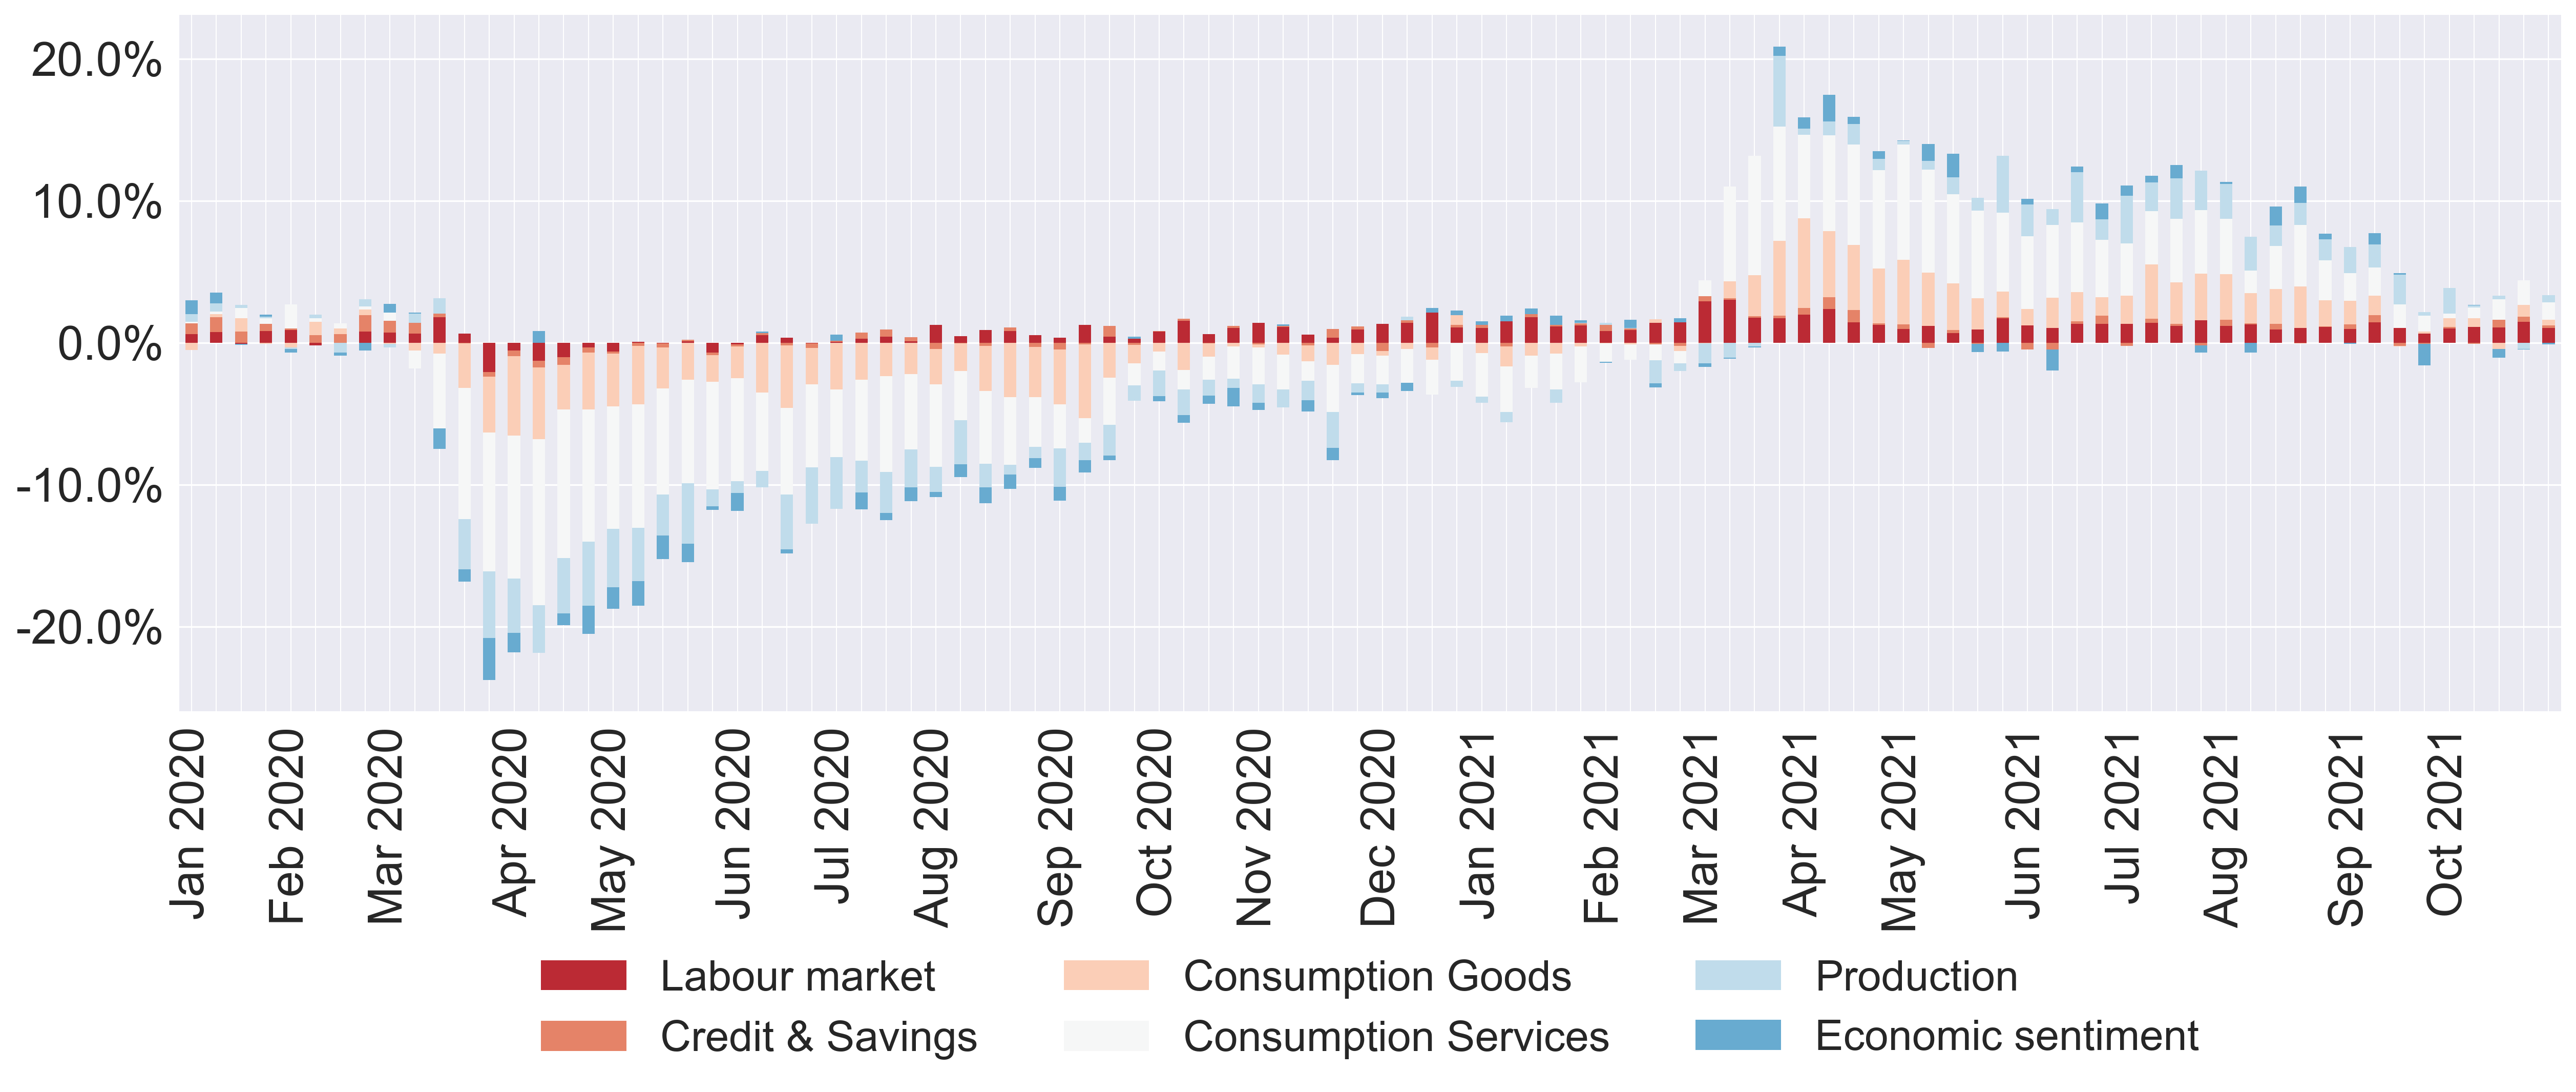 20.0%
10.0%
0.0%
-10.0%
-20.0%
Jan 2020
Feb 2020
Mar 2020
Apr 2020
May 2020
Jun 2020
Jul 2020
Aug 2020
Sep 2020
Oct 2020
Nov 2020
Dec 2020
Jan 2021
Feb 2021
Mar 2021
Apr 2021
May 2021
Jun 2021
Jul 2021
Aug 2021
Sep 2021
Oct 2021
Labour market
Consumption Goods
Production
Credit & Savings
Consumption Services
Economic sentiment